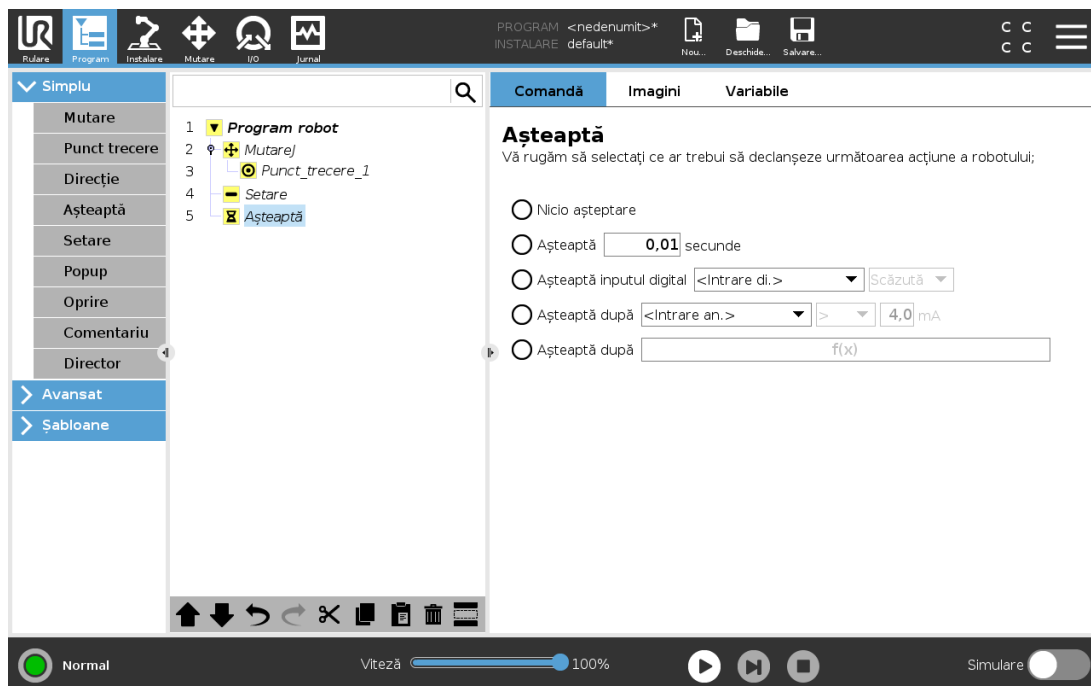 PROGRAM <nedenumit>*
INSTALARE default*
Rulare Program Instalare Mutare I/O Jurnal Nou... Deschide... Salvare...
C C
C C
Simplu
Mutare
Punct trecere
Direcție
Așteaptă
Setare
Popup
Oprire
Comentariu
Director
Avansat
Șabloane
1 Program robot
2 MutareJ
3 Punct_trecere_1
4 Setare
5 Așteaptă
Comandă Imagini Variabile
Așteaptă
Vă rugăm să selectați ce ar trebui să declanșeze următoarea acțiune a robotului;
Nicio așteptare
Așteaptă 0,01 secunde
Așteaptă inputul digital <Intrare di.> Scăzută
Așteaptă după <Intrare an.> > 4,0 mA
Așteaptă după f(x)
Normal Viteză 100% Simulare